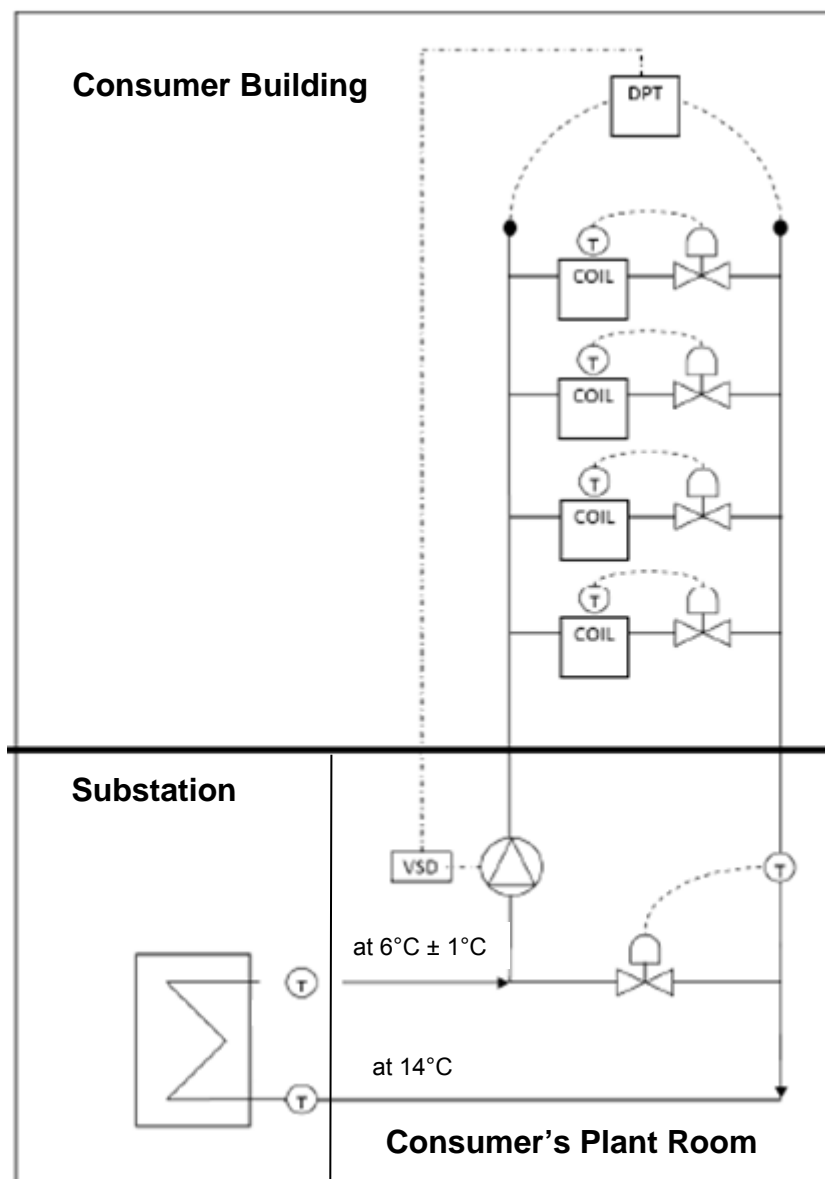 Consumer Building
DPT
T
COIL
T
COIL
T
COIL
T
COIL
Substation
VSD
T
at 6°C ± 1°C
T
at 14°C
T
Consumer’s Plant Room